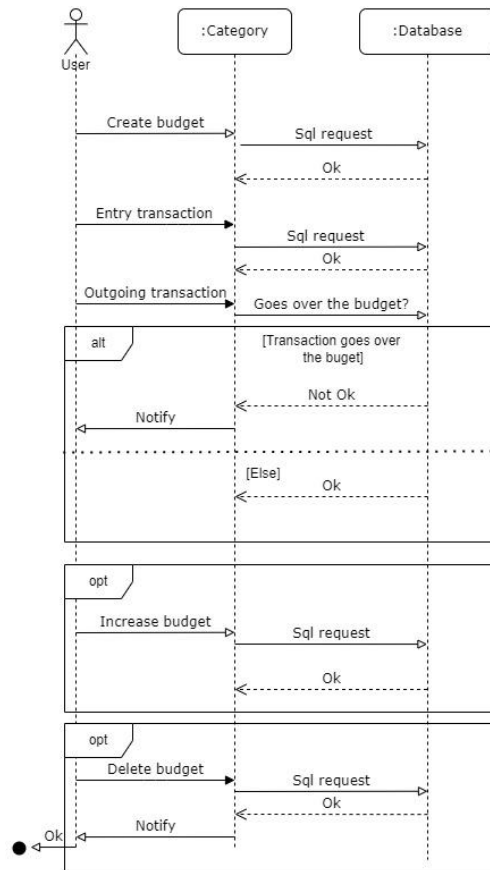 :Category
:Database
User
Create budget
Sql request
Ok
Entry transaction
Sql request
Ok
Outgoing transaction
Goes over the budget?
alt
[Transaction goes over
the buget]
Not Ok
Notify
[Else]
Ok
opt
Increase budget
Sql request
Ok
opt
Delete budget
Sql request
Ok
Notify
Ok